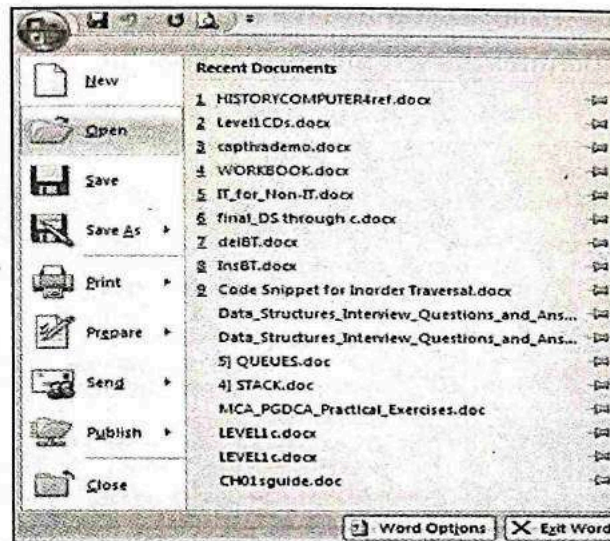 New
Open
Save
Save As
Print
Prepare
Send
Publish
Close
Recent Documents
1 HISTORYCOMPUTER4ref.docx
2 Level1CDs.docx
3 captivrademo.docx
4 WORKBOOK.docx
5 IT_for_Non-IT.docx
6 final_DS through c.docx
7 delBT.docx
8 InsBT.docx
9 Code Snippet for Inorder Traversal.docx
Data_Structures_Interview_Questions_and_Ans...
Data_Structures_Interview_Questions_and_Ans...
5] QUEUES.doc
4] STACK.doc
MCA_PGDCA_Practical_Exercises.doc
LEVEL1c.docx
LEVEL1c.docx
CH01sguide.doc
Word Options
Exit Word